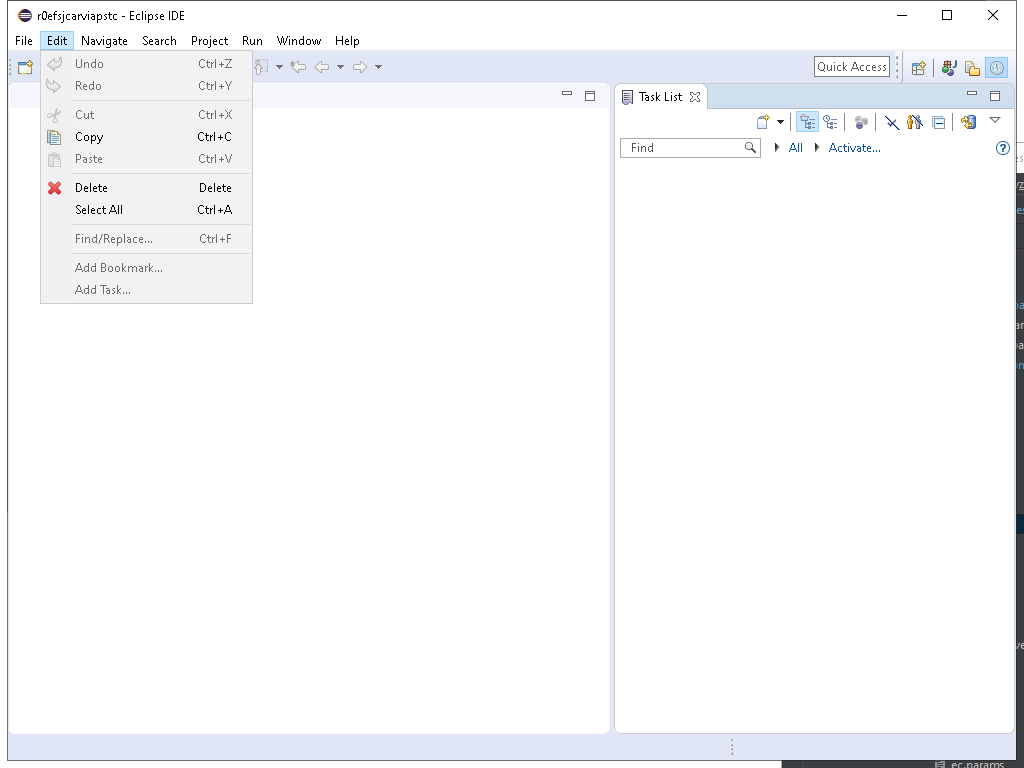 r0efsjcarviapstc - Eclipse IDE
File Edit Navigate Search Project Run Window Help
Undo Ctrl+Z
Quick Access
Redo Ctrl+Y
Task List
Cut Ctrl+X
Copy Ctrl+C
Find All Activate...
Paste Ctrl+V
Delete Delete
Select All Ctrl+A
Find/Replace... Ctrl+F
Add Bookmark...
Add Task...
ec.params